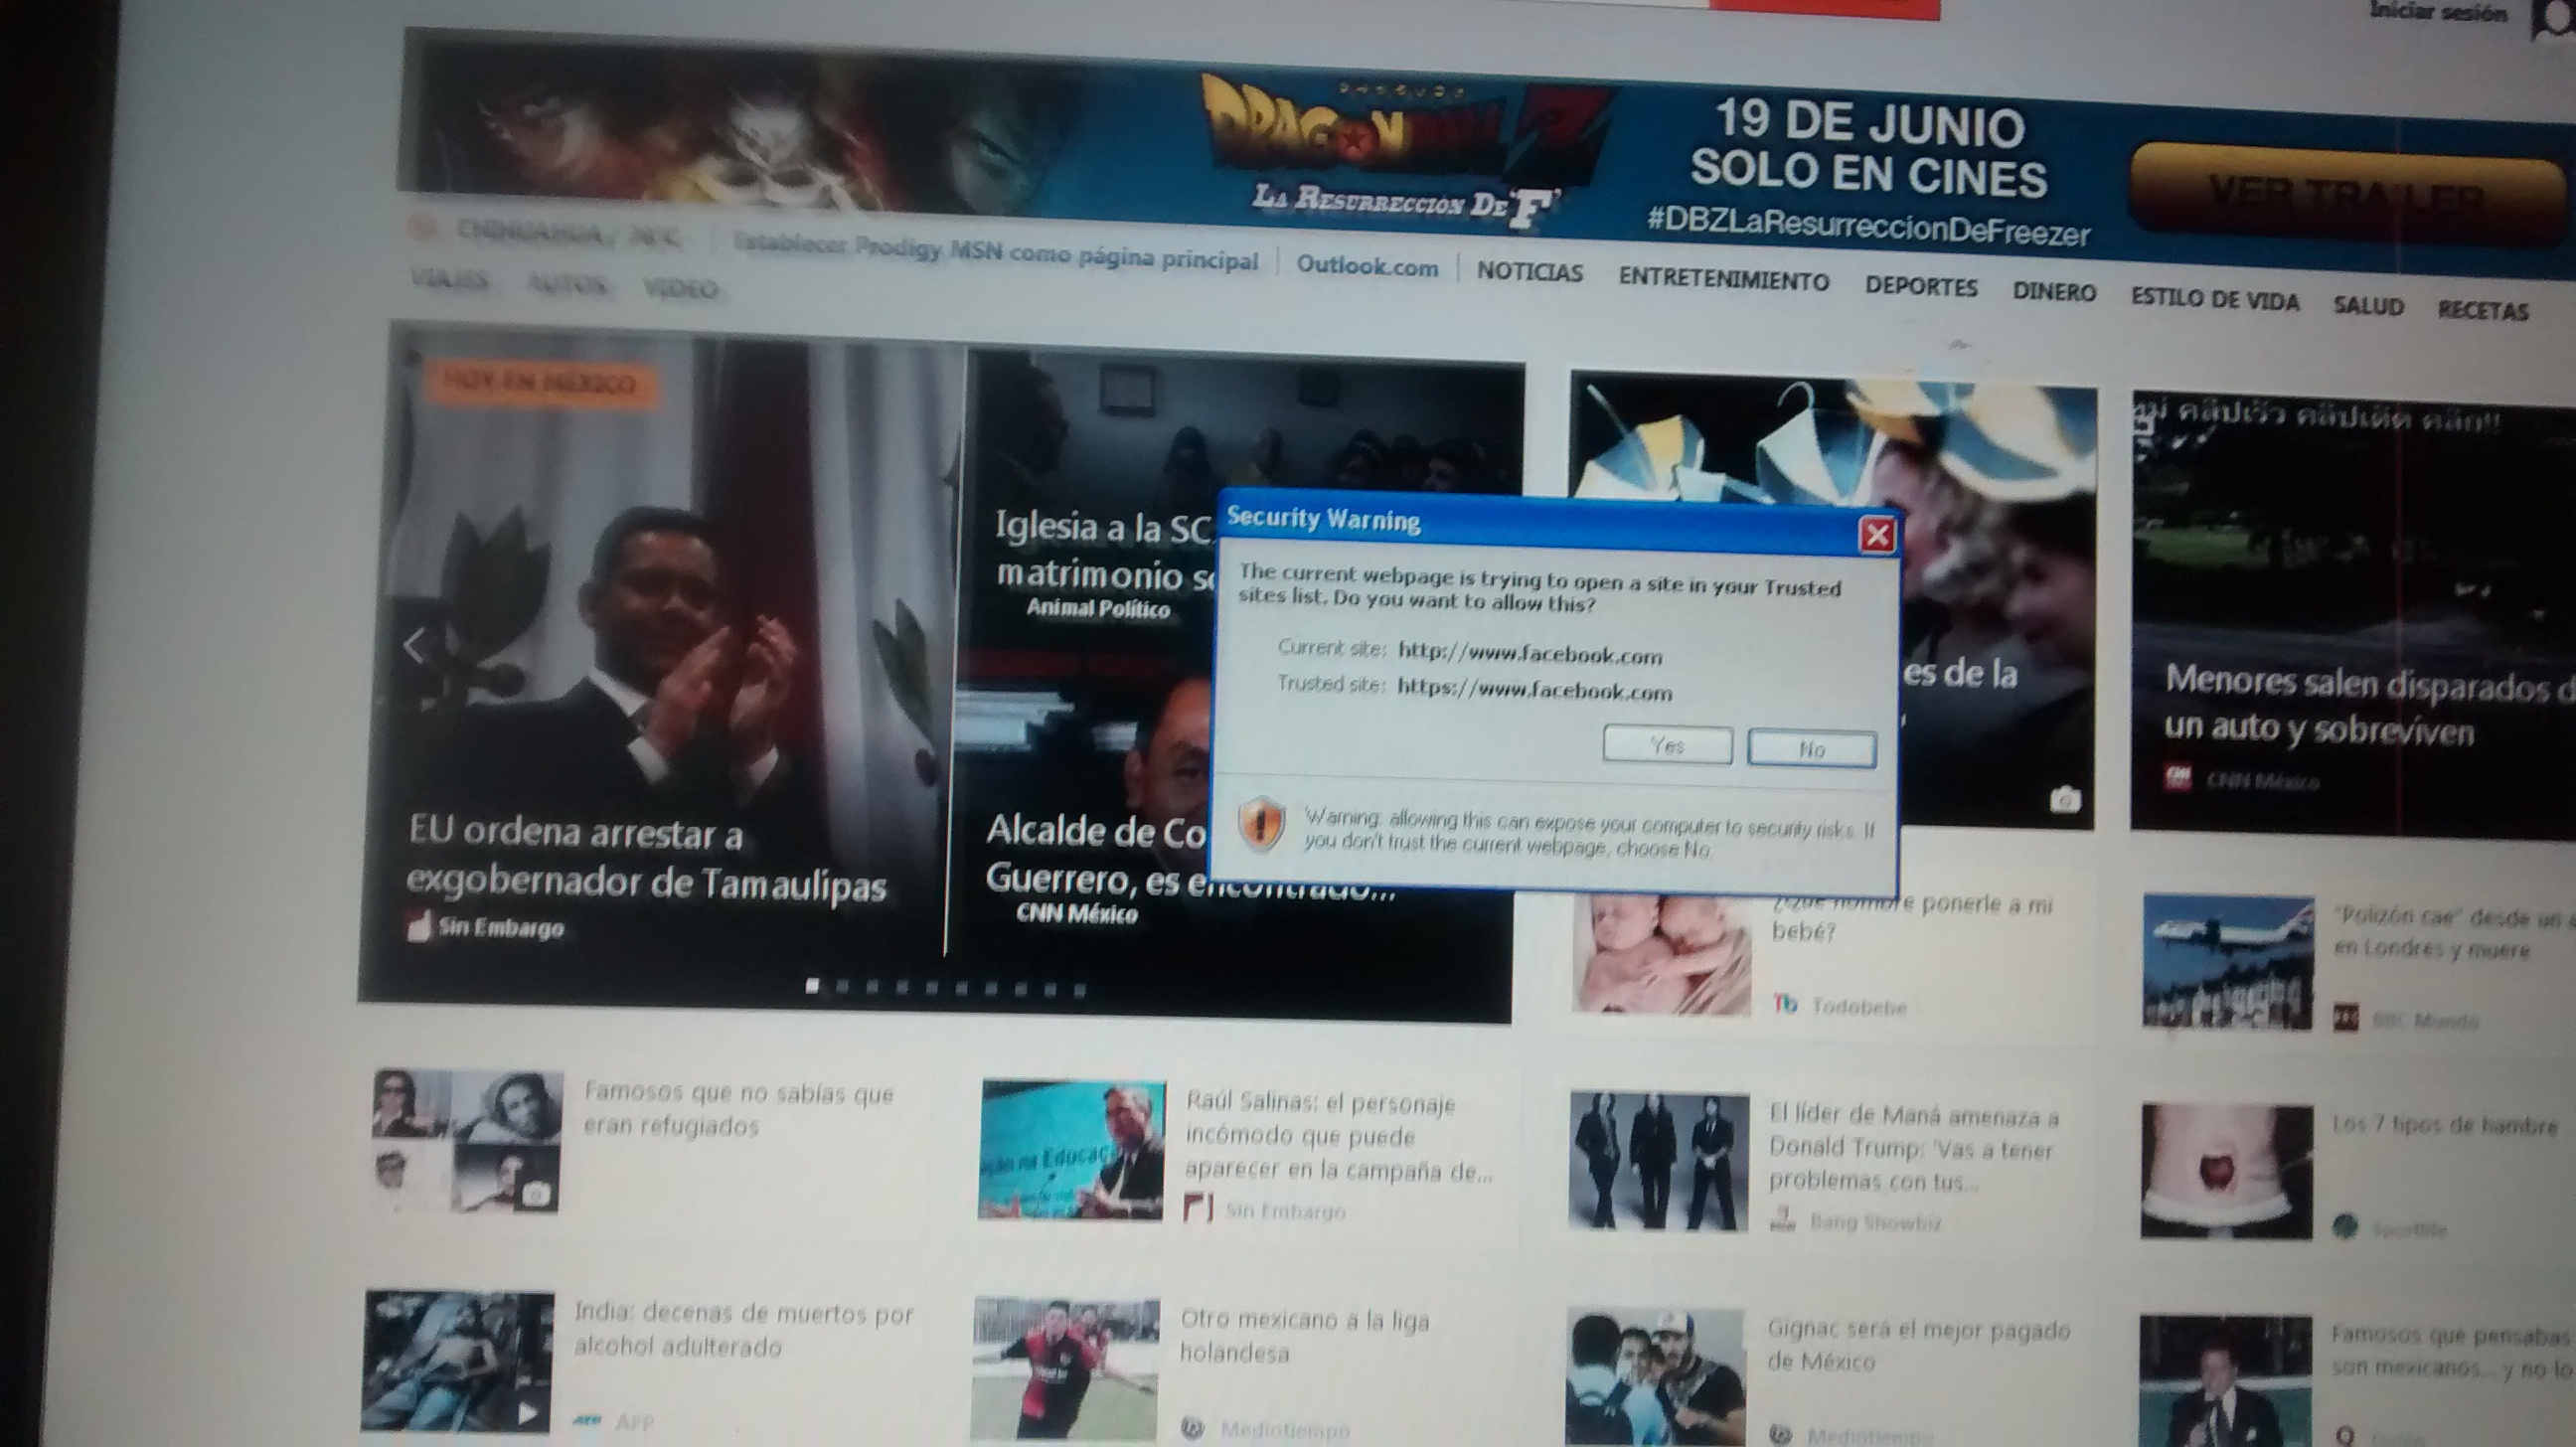 Iniciar sesión
DRAGON BALL Z
LA RESURRECCIÓN DE 'F'
19 DE JUNIO
SOLO EN CINES
#DBZLaResurreccionDeFreezer
VER TRAILER
CHIHUAHUA
Establecer Prodigy MSN como página principal
Outlook.com
NOTICIAS ENTRETENIMIENTO DEPORTES DINERO ESTILO DE VIDA SALUD RECETAS
VIAJES AUTOS VIDEO
HOY EN MÉXICO
EU ordena arrestar a
exgobernador de Tamaulipas
Sin Embargo
Iglesia a la SC
matrimonio
Animal Político
Alcalde de Co
Guerrero, es encontrado...
CNN México
es de la
Menores salen disparados
un auto y sobreviven
CNN México
Security Warning
The current webpage is trying to open a site in your Trusted
sites list. Do you want to allow this?
Current site: http://www.facebook.com
Trusted site: https://www.facebook.com
Yes
No
Warning: allowing this can expose your computer to security risks. If
you don't trust the current webpage, choose No.
¿Qué nombre ponerle a mi
bebé?
Tb Todobebe
"Polizón cae" desde un
en Londres y muere
BBC Mundo
Famosos que no sabías que
eran refugiados
Raúl Salinas: el personaje
incómodo que puede
aparecer en la campaña de...
Sin Embargo
El líder de Maná amenaza a
Donald Trump: 'Vas a tener
problemas con tus...
Bang Showbiz
Los 7 tipos de hambre
Sportlife
India: decenas de muertos por
alcohol adulterado
AFP AFP
Otro mexicano a la liga
holandesa
Mediotiempo
Gignac será el mejor pagado
de México
Mediotiempo
Famosos que pensabas
son mexicanos... y no lo